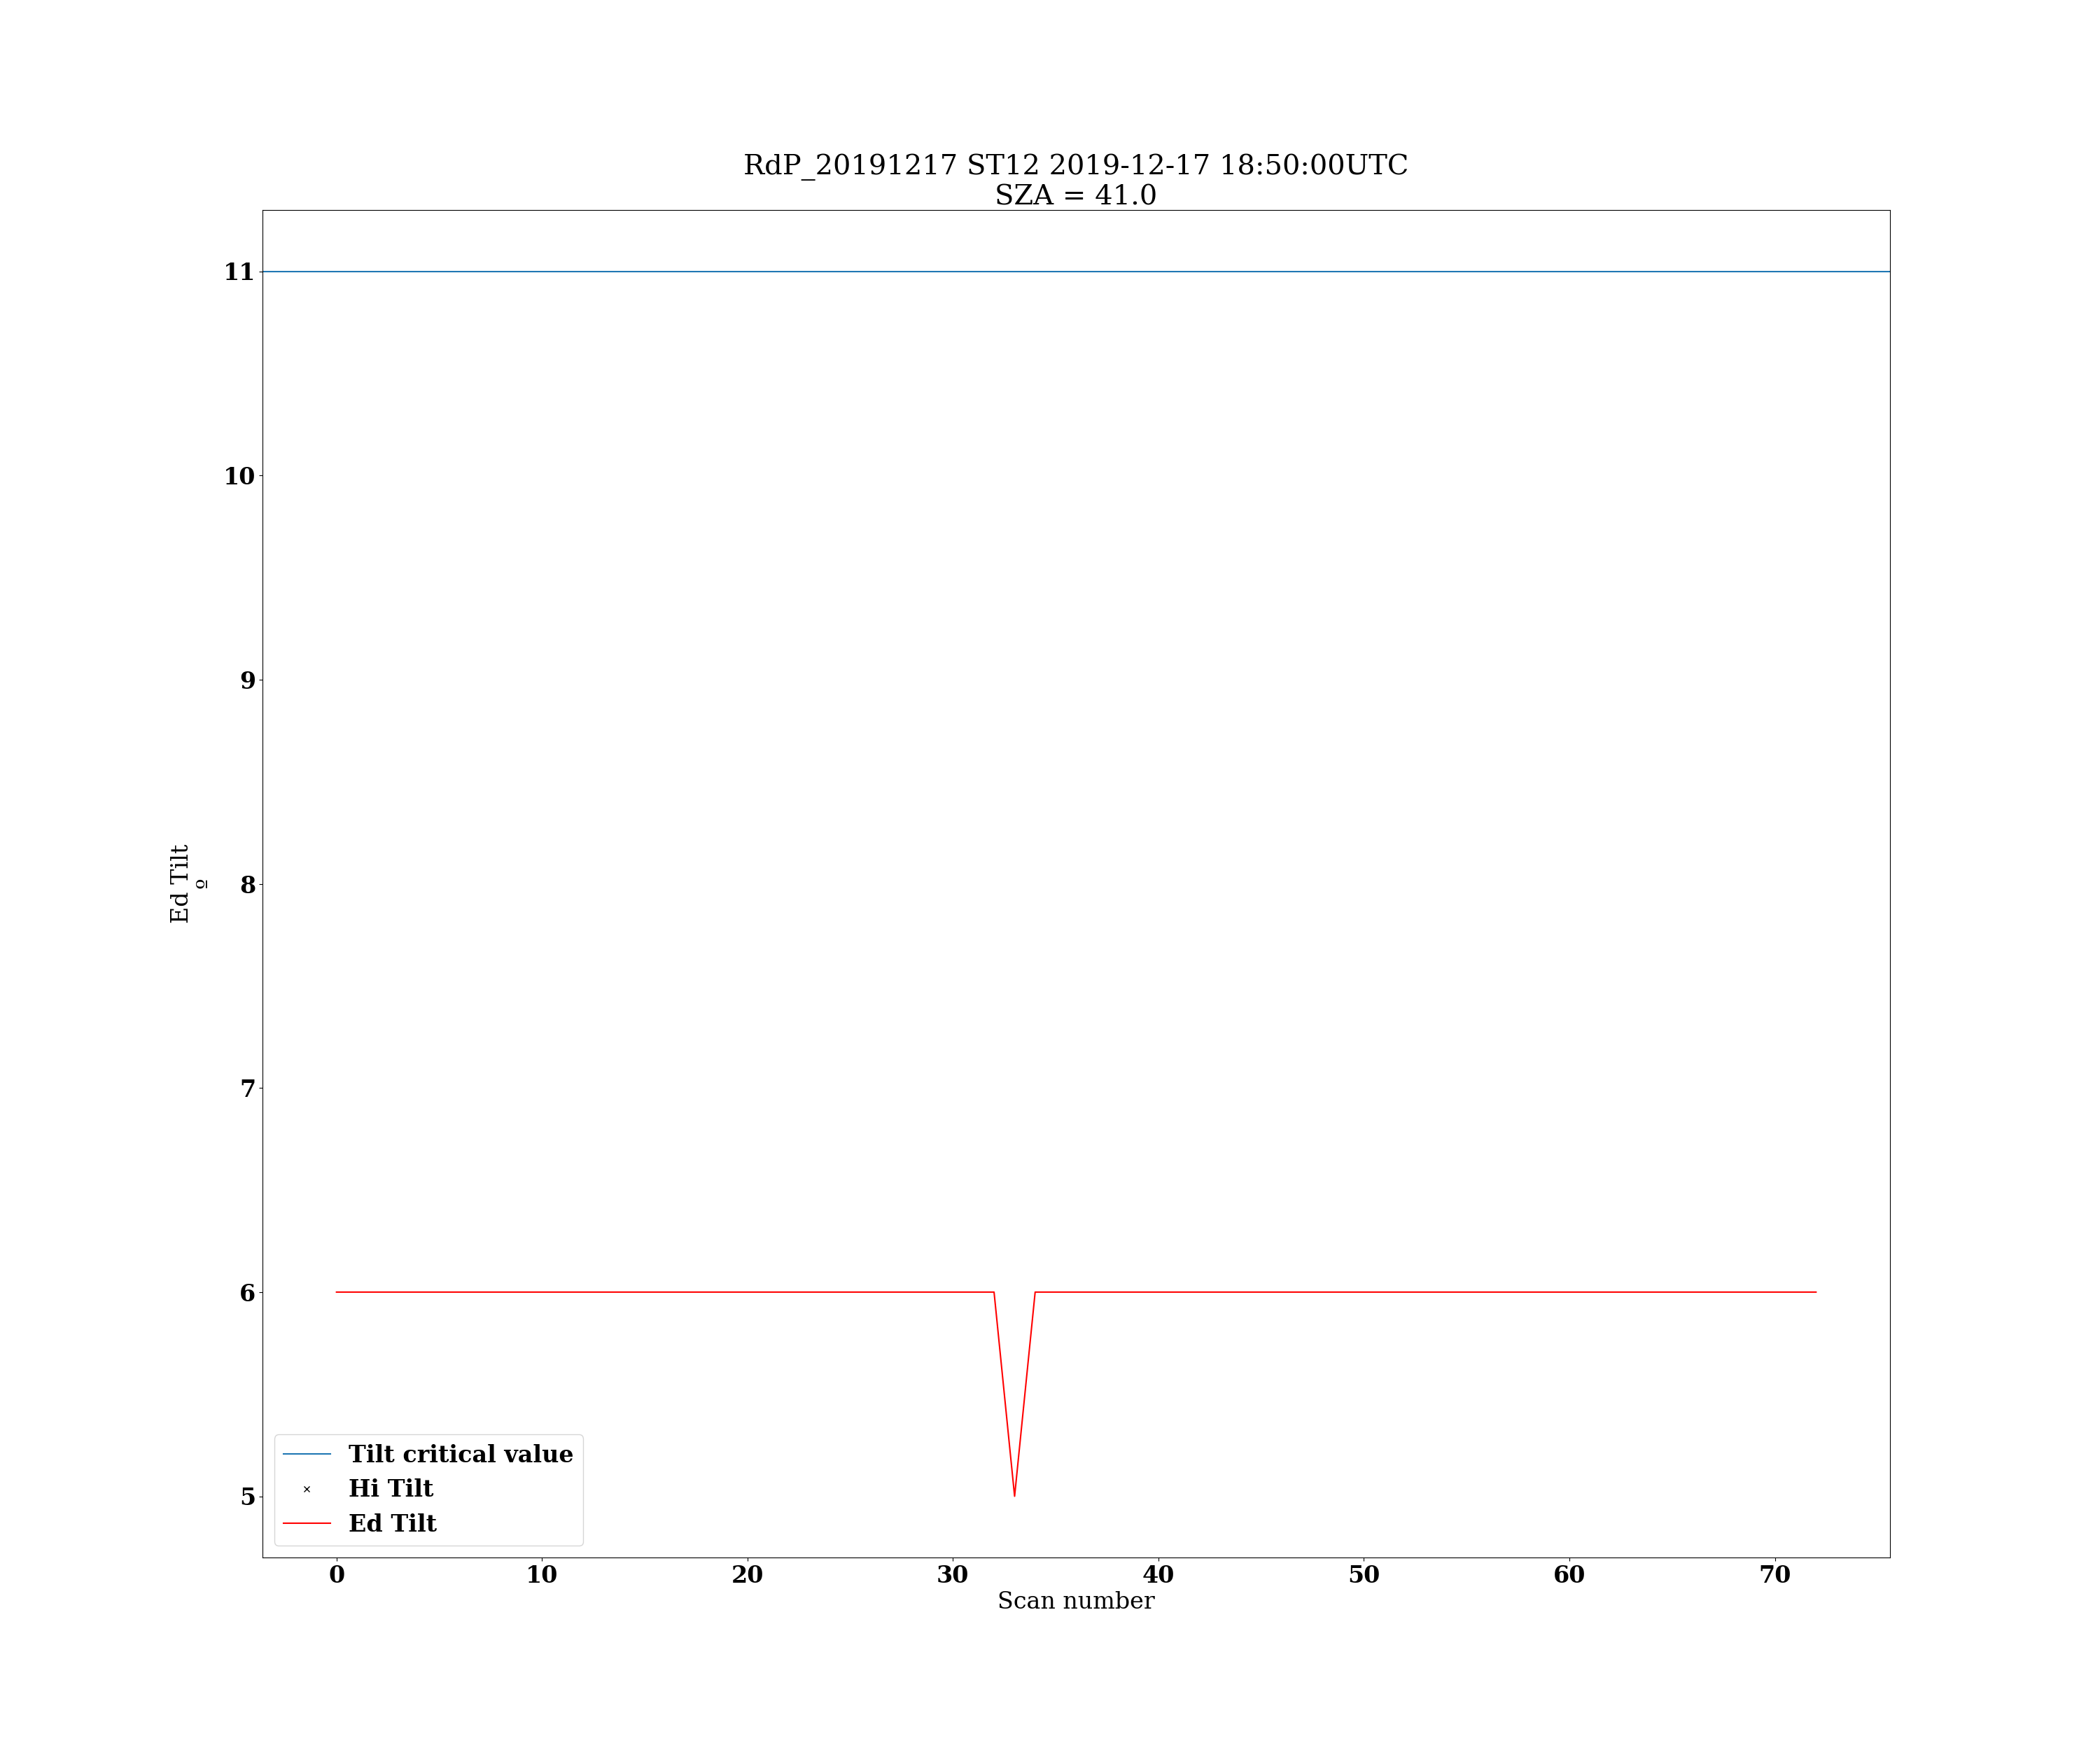 RdP_20191217 ST12 2019-12-17 18:50:00UTC
SZA = 41.0
11
10
9
8
7
6
5
Ed Tilt
º
Tilt critical value
Hi Tilt
Ed Tilt
0 10 20 30 40 50 60 70
Scan number